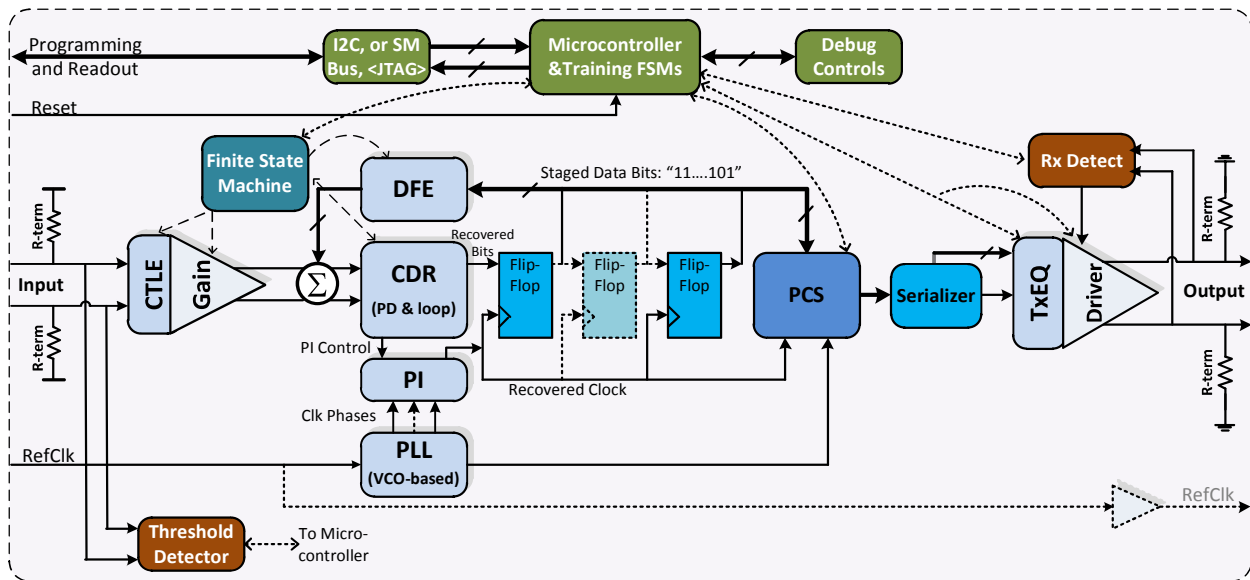 Programming
and Readout
I2C, or SM
Bus, <JTAG>
Microcontroller
&Training FSMs
Debug
Controls
Reset
Finite State
Machine
DFE
Staged Data Bits: “11....101”
Rx Detect
R-term
R-term
Input
CTLE
Gain
Σ
CDR
(PD & loop)
Recovered
Bits
Flip-
Flop
Flip-
Flop
Flip-
Flop
PCS
Serializer
TxEQ
Driver
R-term
R-term
Output
PI Control
PI
Recovered Clock
Clk Phases
PLL
(VCO-based)
RefClk
RefClk
Threshold
Detector
To Micro-
controller